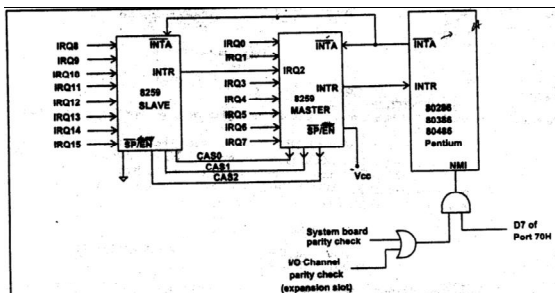 IRQ8
IRQ9
IRQ10
IRQ11
IRQ12
IRQ13
IRQ14
IRQ15
INTA
INTR
8259
SLAVE
SP/EN
IRQ0
IRQ1
IRQ2
IRQ3
IRQ4
IRQ5
IRQ6
IRQ7
INTA
INTR
8259
MASTER
SP/EN
CAS0
CAS1
CAS2
Vcc
INTA
INTR
80286
80386
80486
Pentium
NMI
System board
parity check
I/O Channel
parity check
(expansion slot)
D7 of
Port 70H